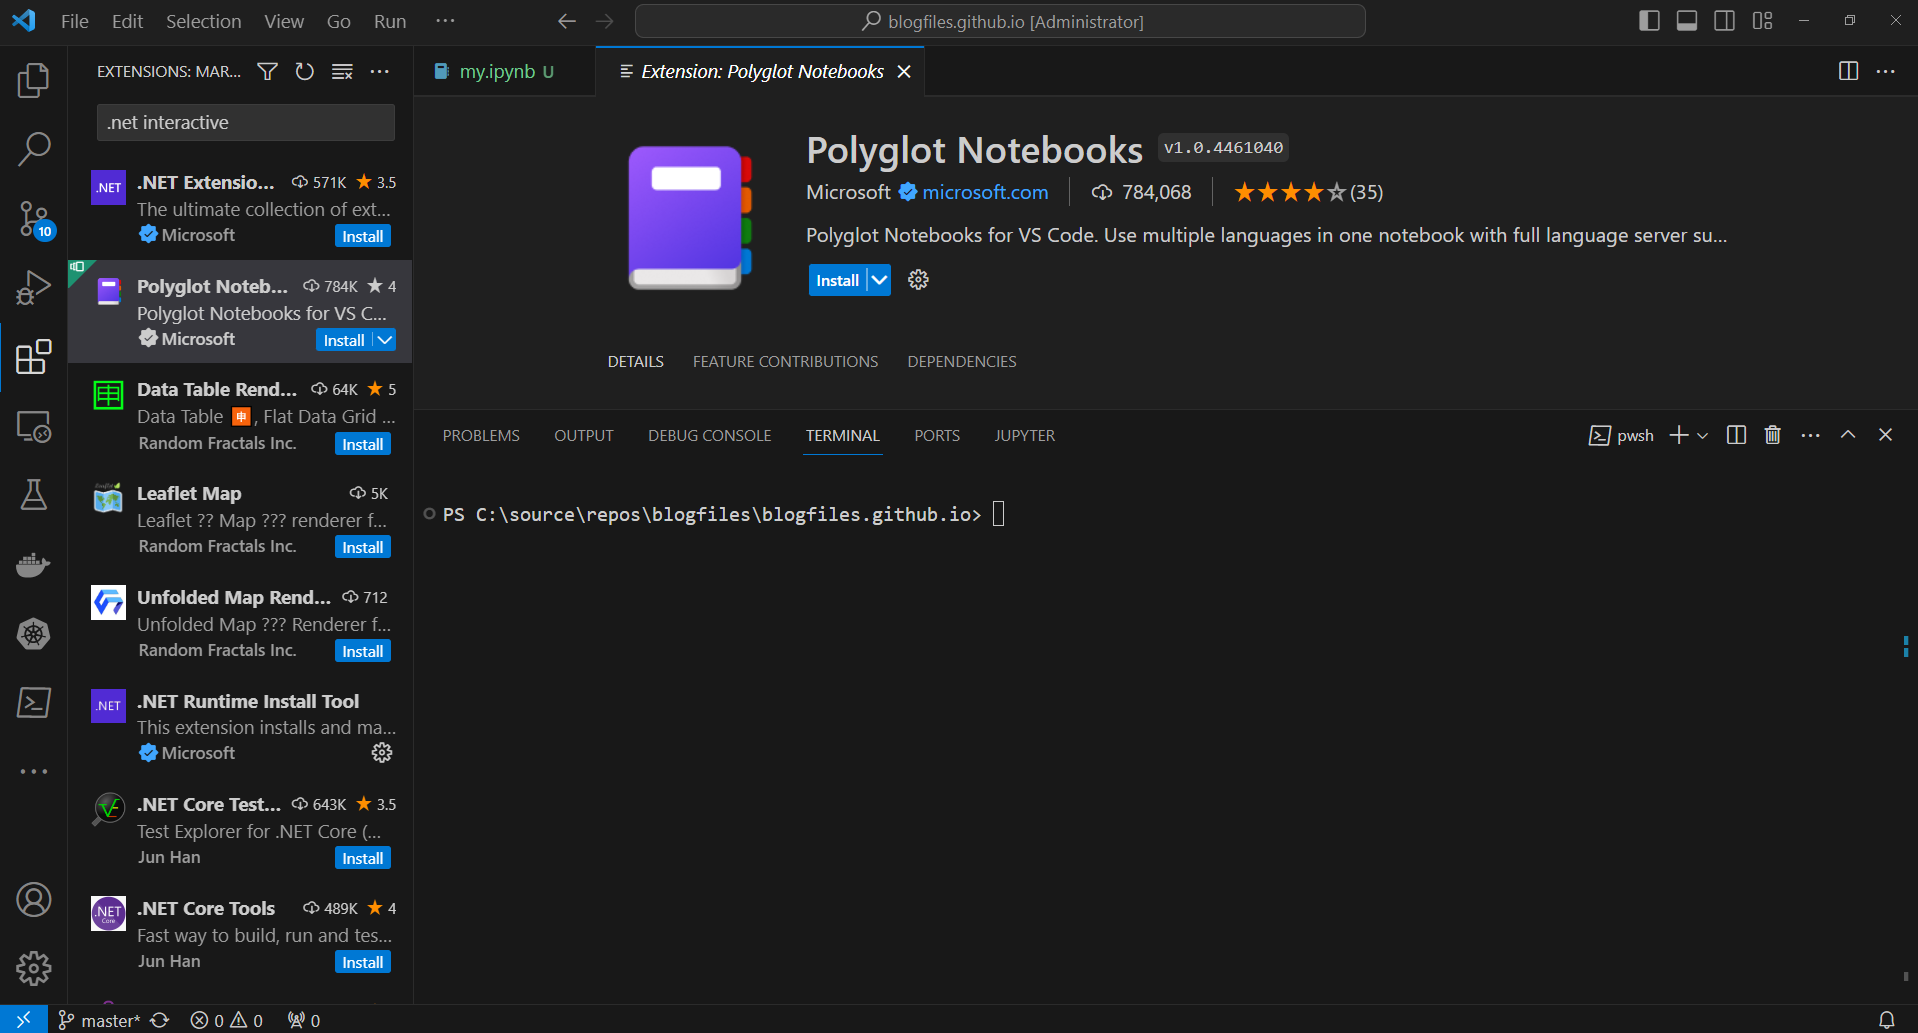 File Edit Selection View Go Run ···
blogfiles.github.io [Administrator]
EXTENSIONS: MAR...
.net interactive
.NET Extensio... 571K 3.5
The ultimate collection of ext...
Microsoft Install
Polyglot Noteb... 784K 4
Polyglot Notebooks for VS C...
Microsoft Install
Data Table Rend... 64K 5
Data Table 申, Flat Data Grid ...
Random Fractals Inc. Install
Leaflet Map 5K
Leaflet ?? Map ??? renderer f...
Random Fractals Inc. Install
Unfolded Map Rend... 712
Unfolded Map ??? Renderer f...
Random Fractals Inc. Install
.NET Runtime Install Tool
This extension installs and ma...
Microsoft
.NET Core Test... 643K 3.5
Test Explorer for .NET Core (...
Jun Han Install
.NET Core Tools 489K 4
Fast way to build, run and tes...
Jun Han Install
.NET
.NET
.NET
Core
10
my.ipynb U
Extension: Polyglot Notebooks
Polyglot Notebooks v1.0.4461040
Microsoft microsoft.com 784,068 (35)
Polyglot Notebooks for VS Code. Use multiple languages in one notebook with full language server su...
Install
DETAILS FEATURE CONTRIBUTIONS DEPENDENCIES
PROBLEMS OUTPUT DEBUG CONSOLE TERMINAL PORTS JUPYTER
pwsh
PS C:\source\repos\blogfiles\blogfiles.github.io>
master* 0 0 0